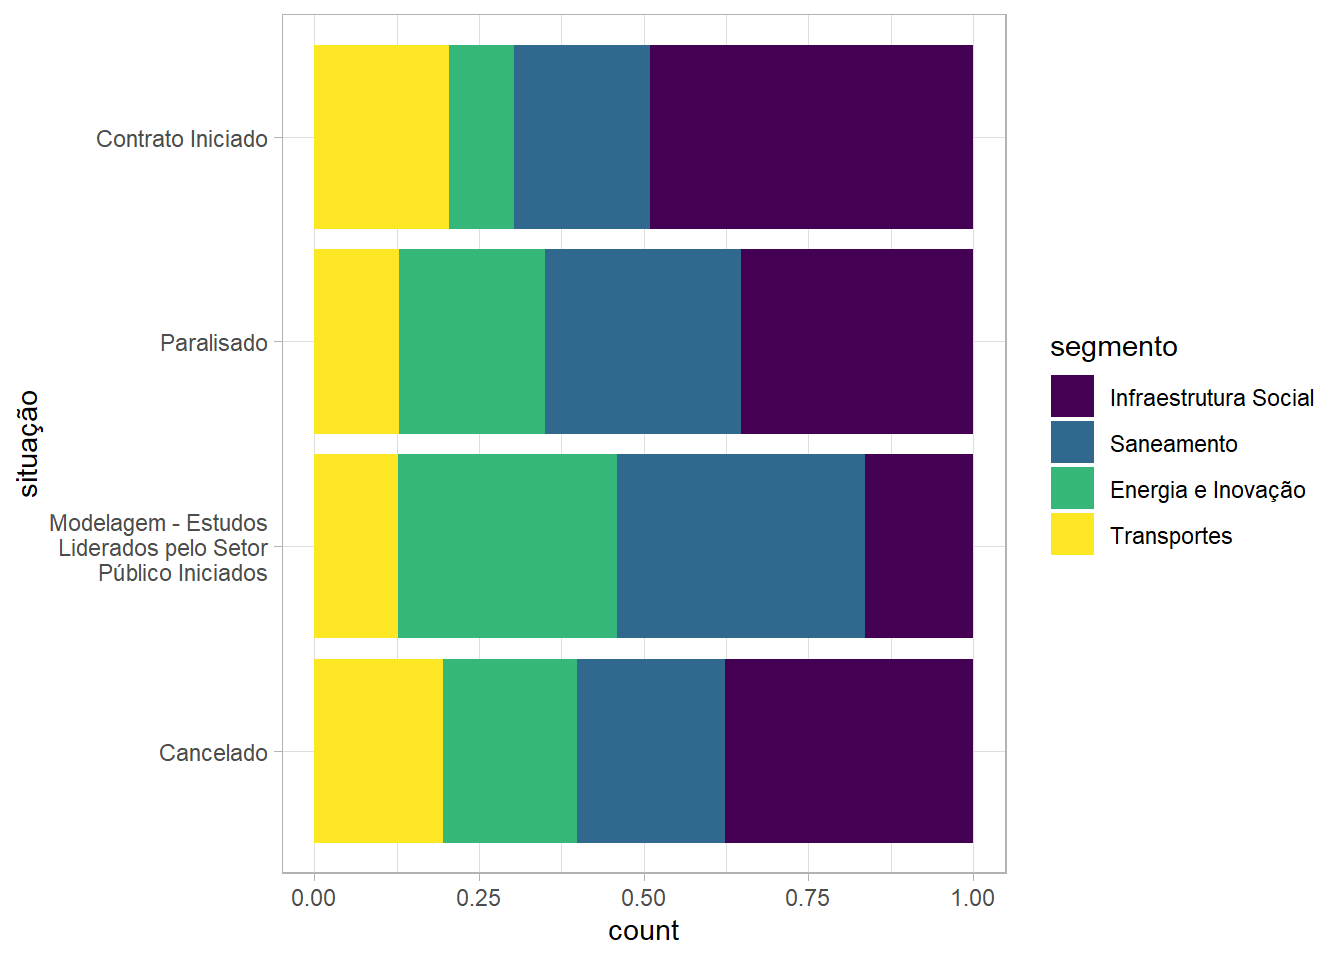 situação
Contrato Iniciado
Paralisado
Modelagem - Estudos
Liderados pelo Setor
Público Iniciados
Cancelado
0.00 0.25 0.50 0.75 1.00
count
segmento
Infraestrutura Social
Saneamento
Energia e Inovação
Transportes